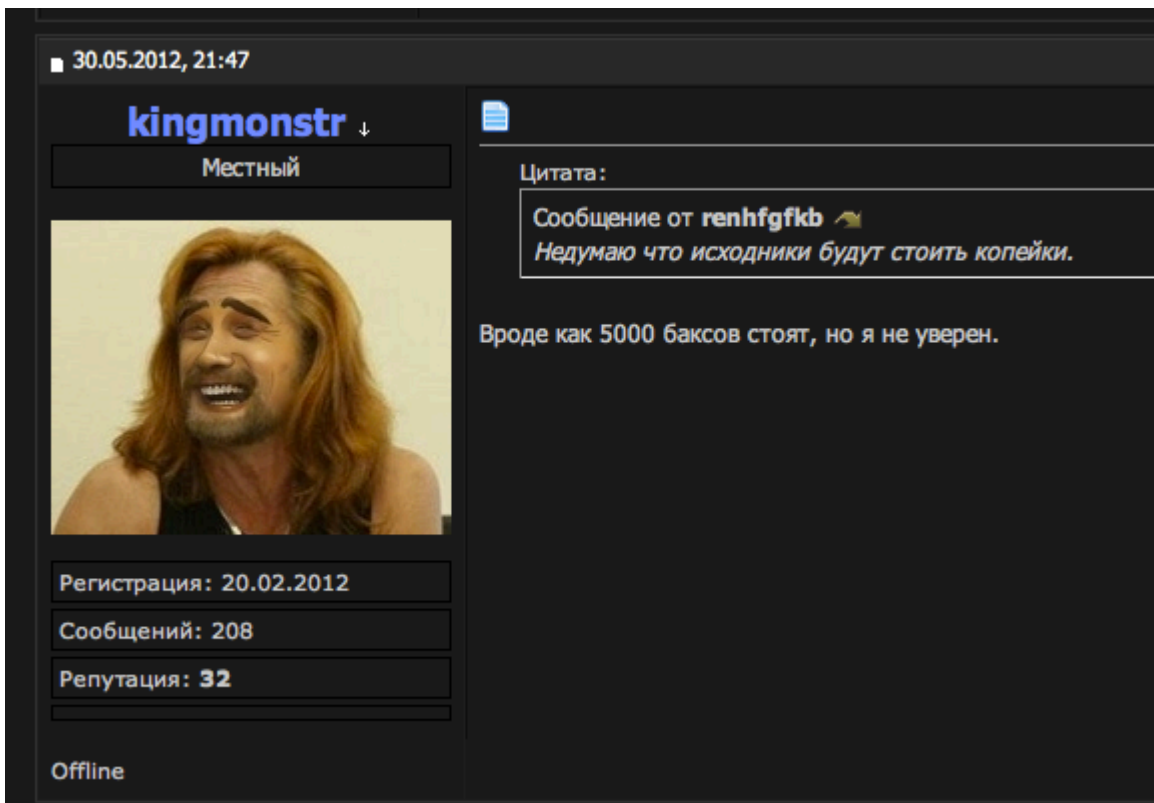 30.05.2012, 21:47
kingmonstr ↓
Местный
Регистрация: 20.02.2012
Сообщений: 208
Репутация: 32
Offline
Цитата:
Сообщение от renhfgfkb
Недумаю что исходники будут стоить копейки.
Вроде как 5000 баксов стоят, но я не уверен.